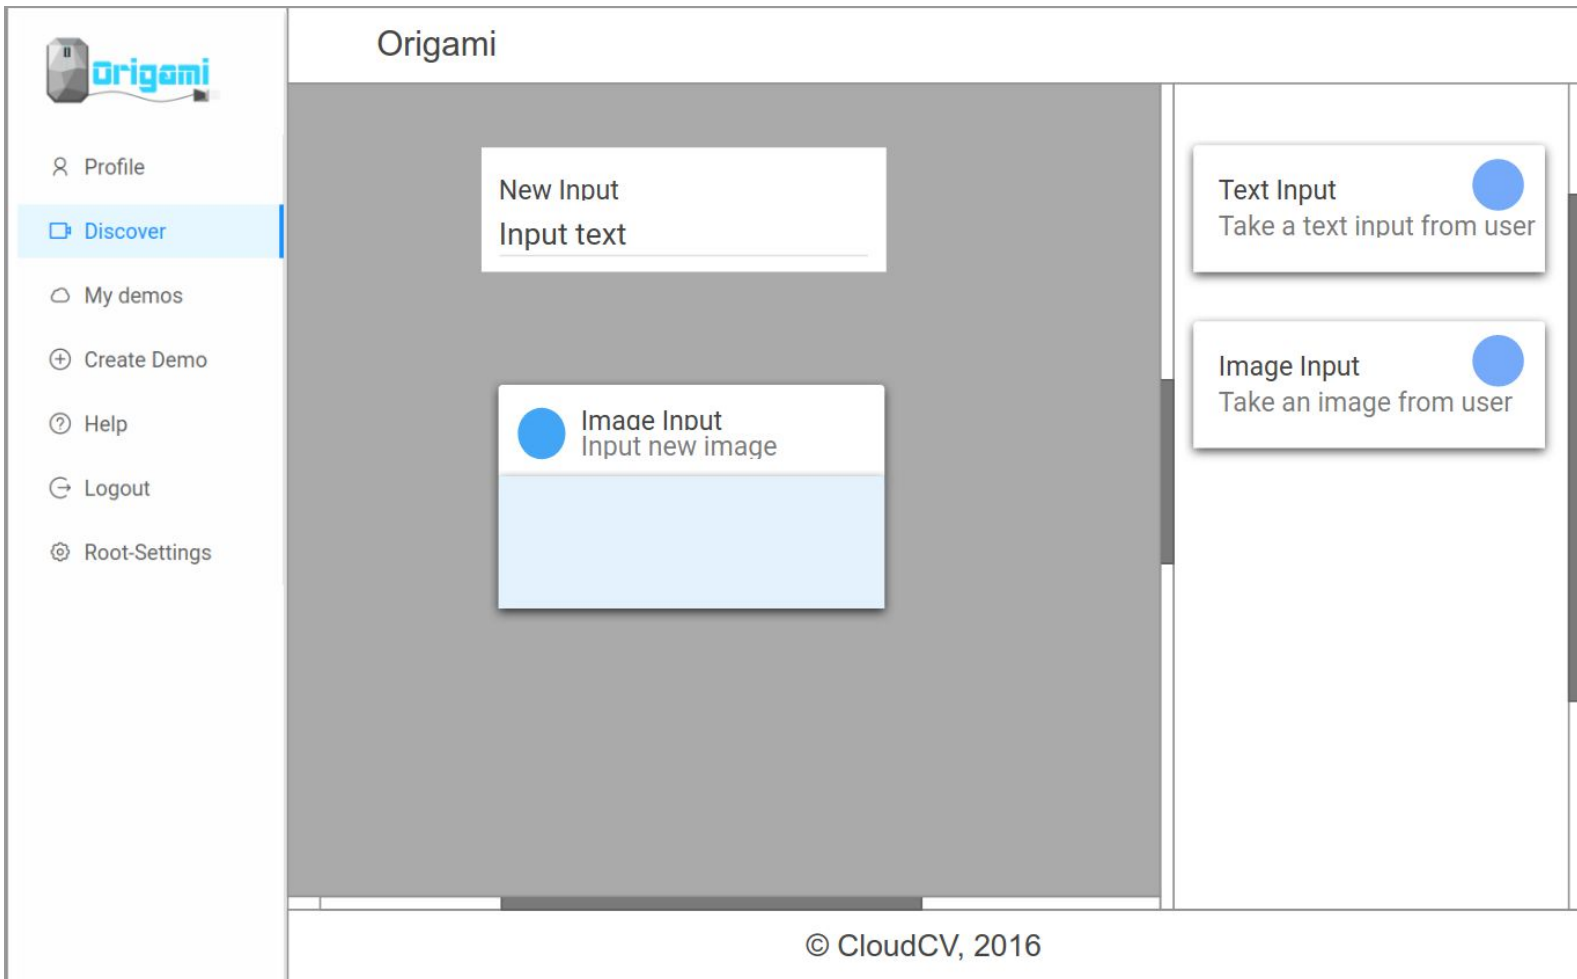 Origami
Profile
Discover
My demos
Create Demo
Help
Logout
Root-Settings
Origami
New Input
Input text
Image Input
Input new image
Text Input
Take a text input from user
Image Input
Take an image from user
© CloudCV, 2016